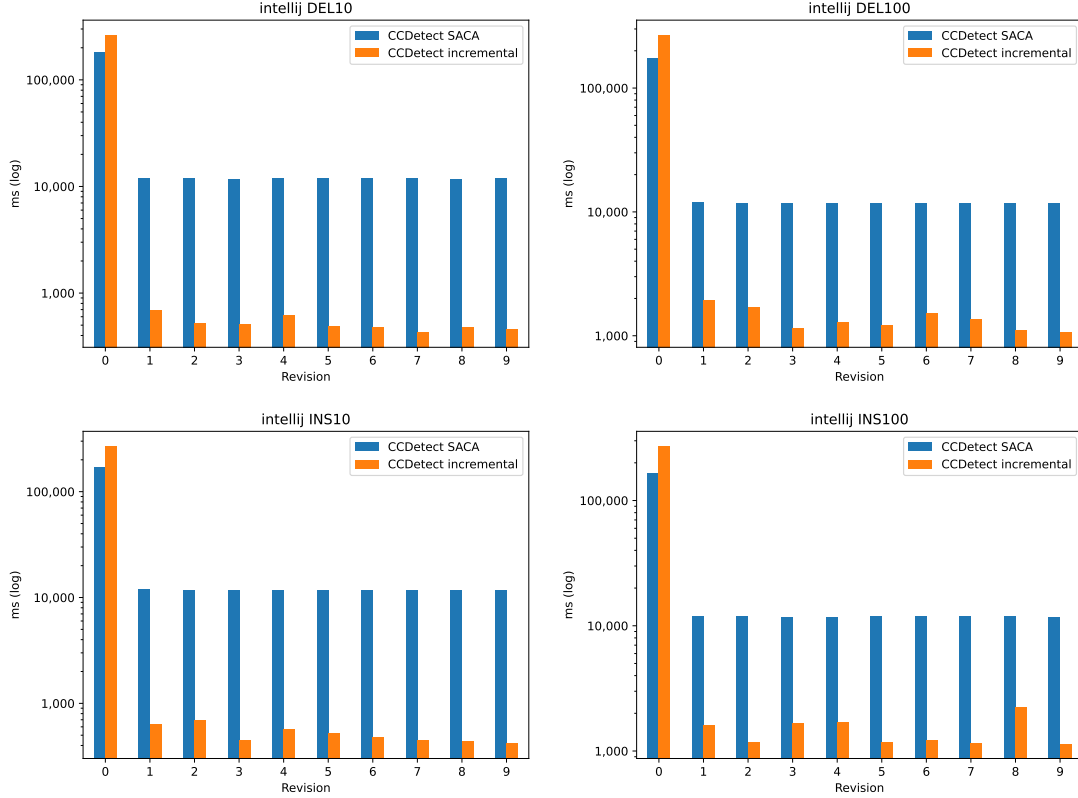 intellij DEL10
CCDetect SACA
CCDetect incremental
ms (log)
100,000
10,000
1,000
0 1 2 3 4 5 6 7 8 9
Revision
intellij DEL100
CCDetect SACA
CCDetect incremental
ms (log)
100,000
10,000
1,000
0 1 2 3 4 5 6 7 8 9
Revision
intellij INS10
CCDetect SACA
CCDetect incremental
ms (log)
100,000
10,000
1,000
0 1 2 3 4 5 6 7 8 9
Revision
intellij INS100
CCDetect SACA
CCDetect incremental
ms (log)
100,000
10,000
1,000
0 1 2 3 4 5 6 7 8 9
Revision